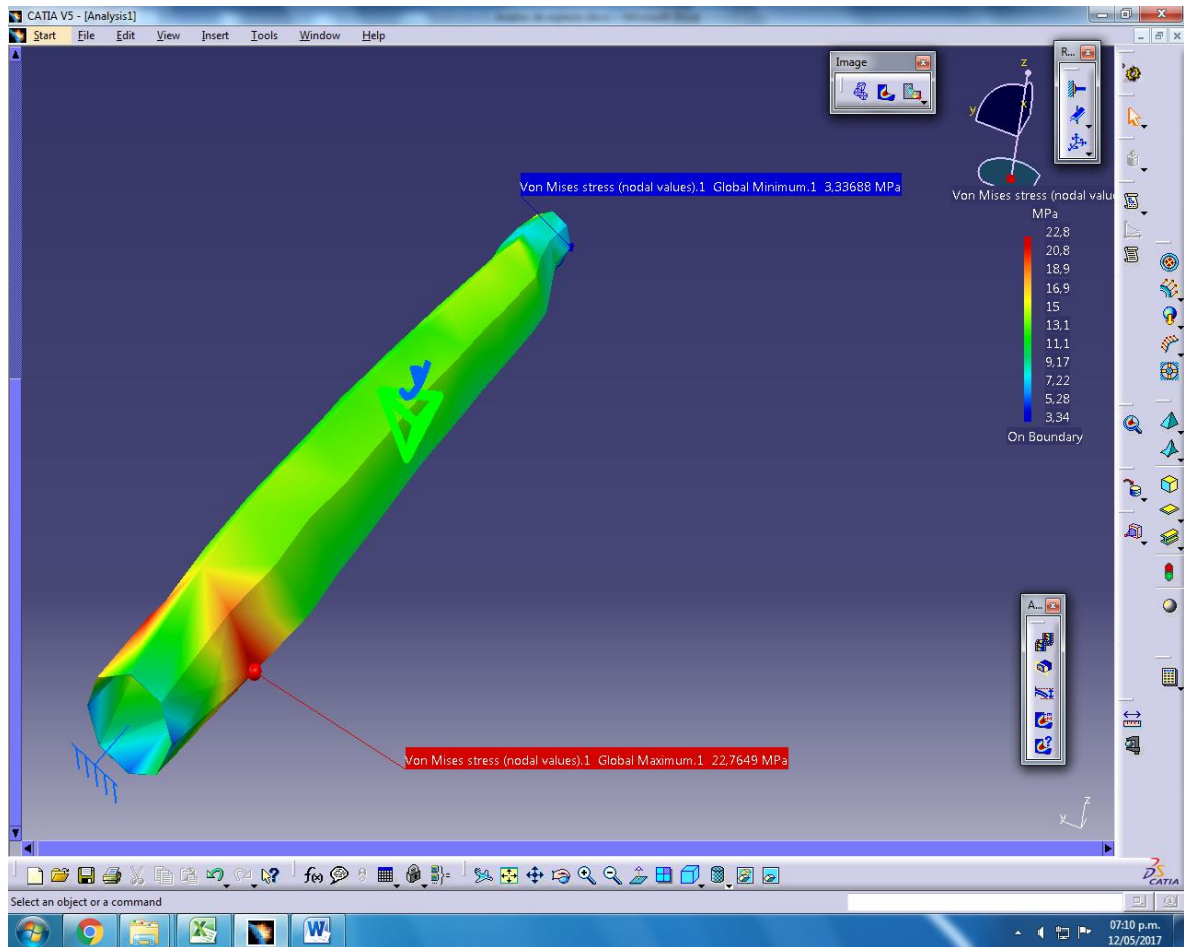 CATIA V5 - [Analysis1]
Start File Edit View Insert Tools Window Help
Image
R...
z
y
x
Von Mises stress (nodal values).1 Global Minimum.1 3,33688 MPa
Von Mises stress (nodal valu
MPa
22,8
20,8
18,9
16,9
15
13,1
11,1
9,17
7,22
5,28
3,34
On Boundary
A...
Von Mises stress (nodal values).1 Global Maximum.1 22,7649 MPa
z
x
f(x)
CATIA
Select an object or a command
W
07:10 p.m.
12/05/2017